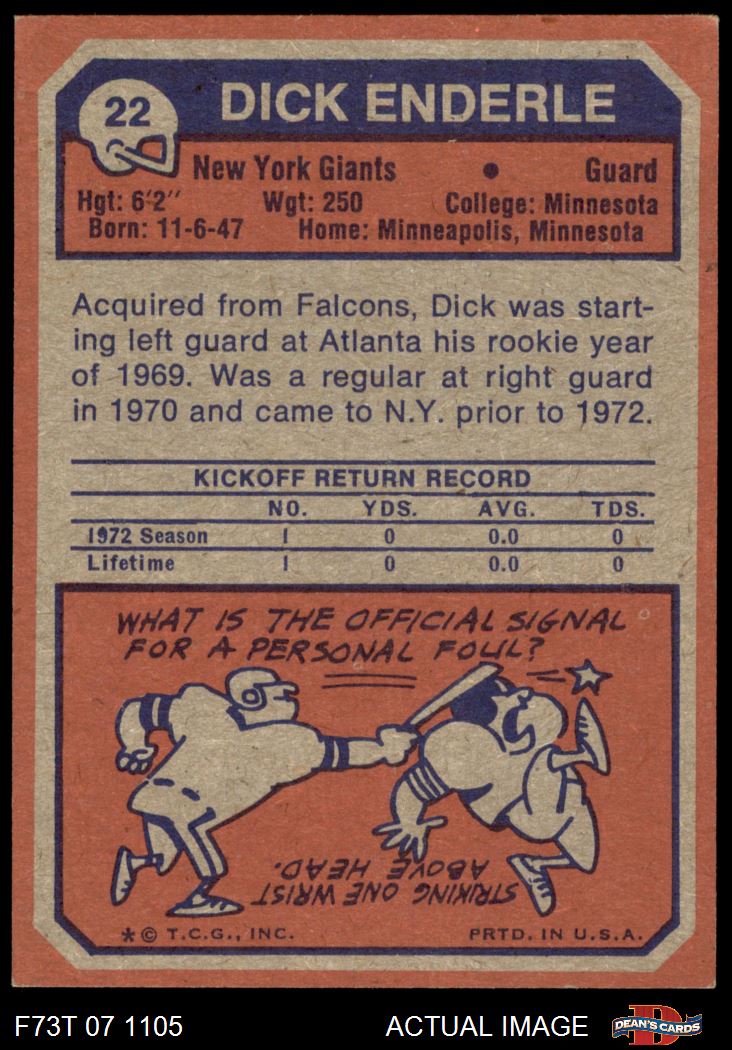 22
DICK ENDERLE
New York Giants • Guard
Hgt: 6'2" Wgt: 250 College: Minnesota
Born: 11-6-47 Home: Minneapolis, Minnesota
Acquired from Falcons, Dick was start-
ing left guard at Atlanta his rookie year
of 1969. Was a regular at right guard
in 1970 and came to N.Y. prior to 1972.
KICKOFF RETURN RECORD
NO. YDS. AVG. TDS.
1972 Season 1 0 0.0 0
Lifetime 1 0 0.0 0
WHAT IS THE OFFICIAL SIGNAL
FOR A PERSONAL FOUL?
STRIKING ONE WRIST
ABOVE HEAD.
* © T.C.G., INC. PRTD. IN U.S.A.
F73T 07 1105 ACTUAL IMAGE DEAN'S CARDS